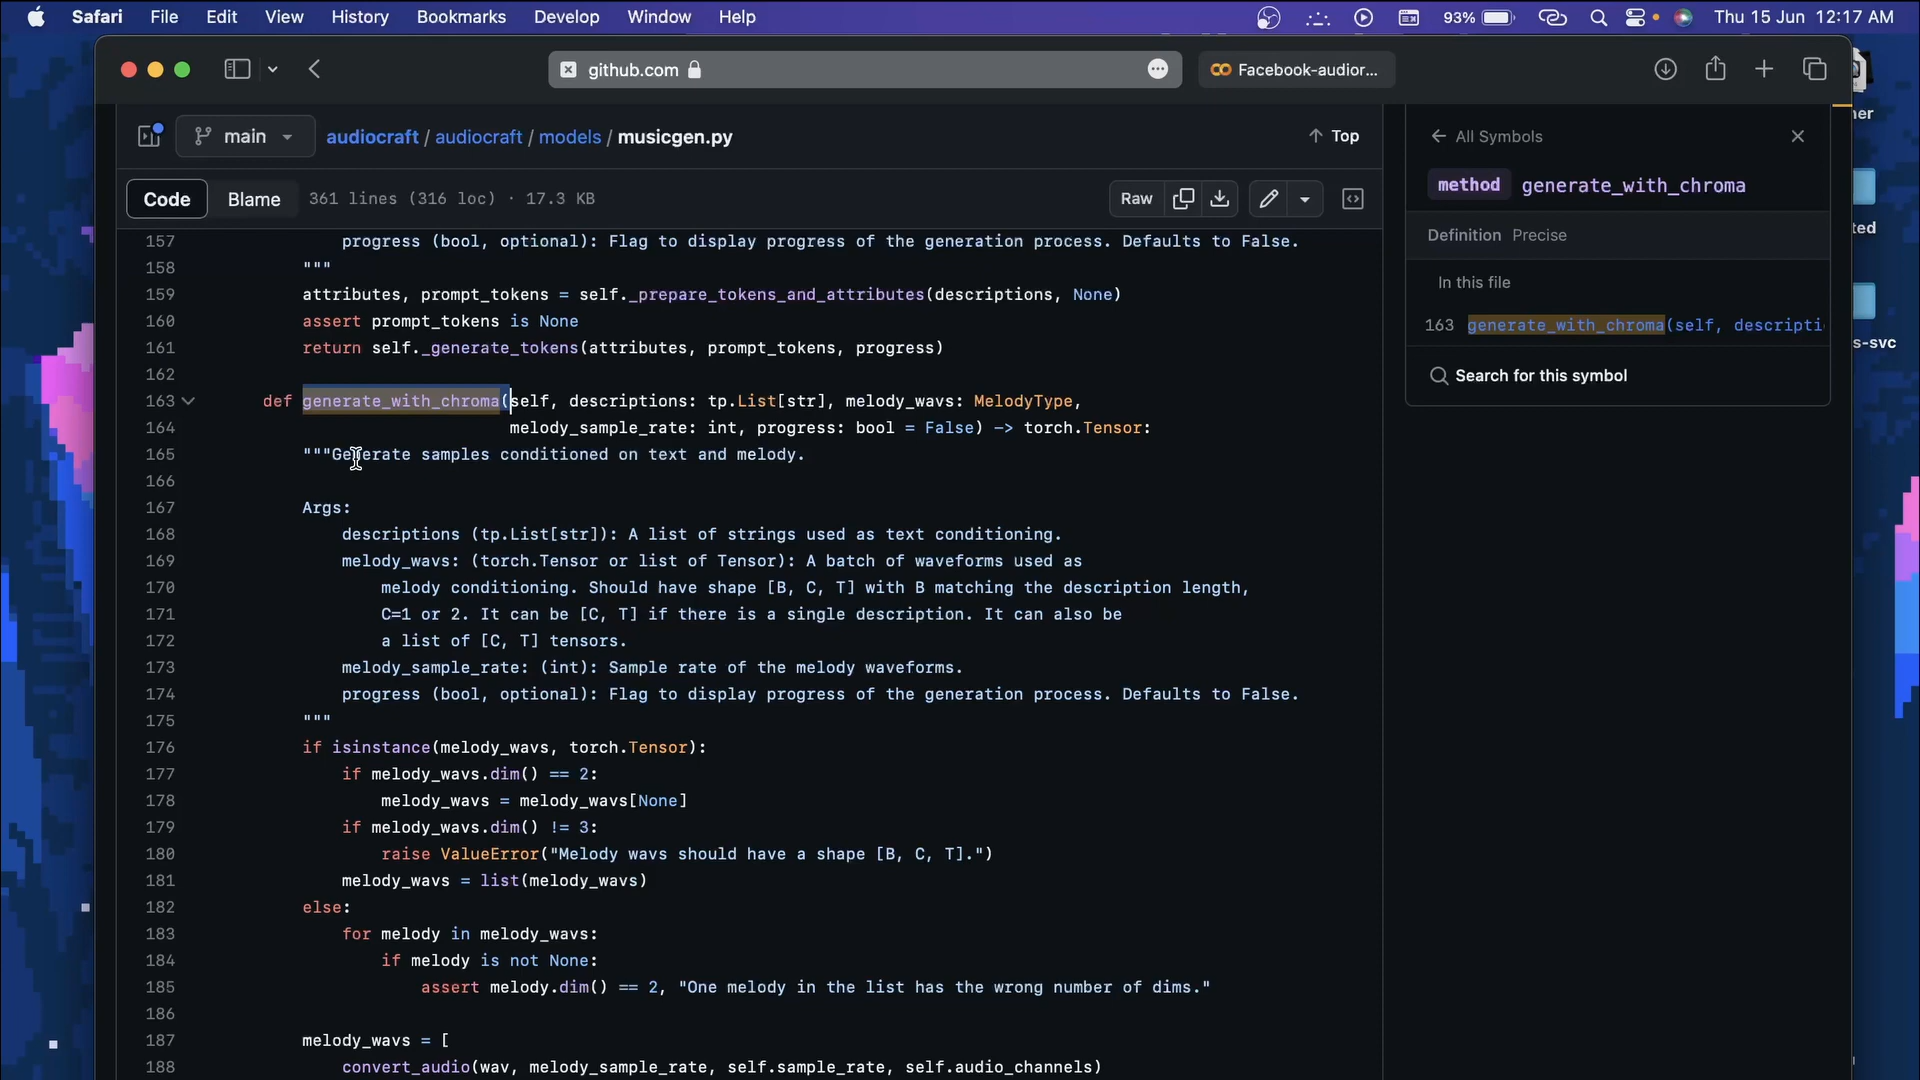 Safari File Edit View History Bookmarks Develop Window Help 93% Thu 15 Jun 12:17 AM
github.com Facebook-audior...
main audiocraft / audiocraft / models / musicgen.py Top
Code Blame 361 lines (316 loc) · 17.3 KB Raw
157 progress (bool, optional): Flag to display progress of the generation process. Defaults to False.
158 """
159 attributes, prompt_tokens = self._prepare_tokens_and_attributes(descriptions, None)
160 assert prompt_tokens is None
161 return self._generate_tokens(attributes, prompt_tokens, progress)
162
163 def generate_with_chroma(self, descriptions: tp.List[str], melody_wavs: MelodyType,
164 melody_sample_rate: int, progress: bool = False) -> torch.Tensor:
165 """Generate samples conditioned on text and melody.
166
167 Args:
168 descriptions (tp.List[str]): A list of strings used as text conditioning.
169 melody_wavs: (torch.Tensor or list of Tensor): A batch of waveforms used as
170 melody conditioning. Should have shape [B, C, T] with B matching the description length,
171 C=1 or 2. It can be [C, T] if there is a single description. It can also be
172 a list of [C, T] tensors.
173 melody_sample_rate: (int): Sample rate of the melody waveforms.
174 progress (bool, optional): Flag to display progress of the generation process. Defaults to False.
175 """
176 if isinstance(melody_wavs, torch.Tensor):
177 if melody_wavs.dim() == 2:
178 melody_wavs = melody_wavs[None]
179 if melody_wavs.dim() != 3:
180 raise ValueError("Melody wavs should have a shape [B, C, T].")
181 melody_wavs = list(melody_wavs)
182 else:
183 for melody in melody_wavs:
184 if melody is not None:
185 assert melody.dim() == 2, "One melody in the list has the wrong number of dims."
186
187 melody_wavs = [
188 convert_audio(wav, melody_sample_rate, self.sample_rate, self.audio_channels)
All Symbols
method generate_with_chroma
Definition Precise
In this file
163 generate_with_chroma(self, descripti
Search for this symbol
ner
ted
s-svc